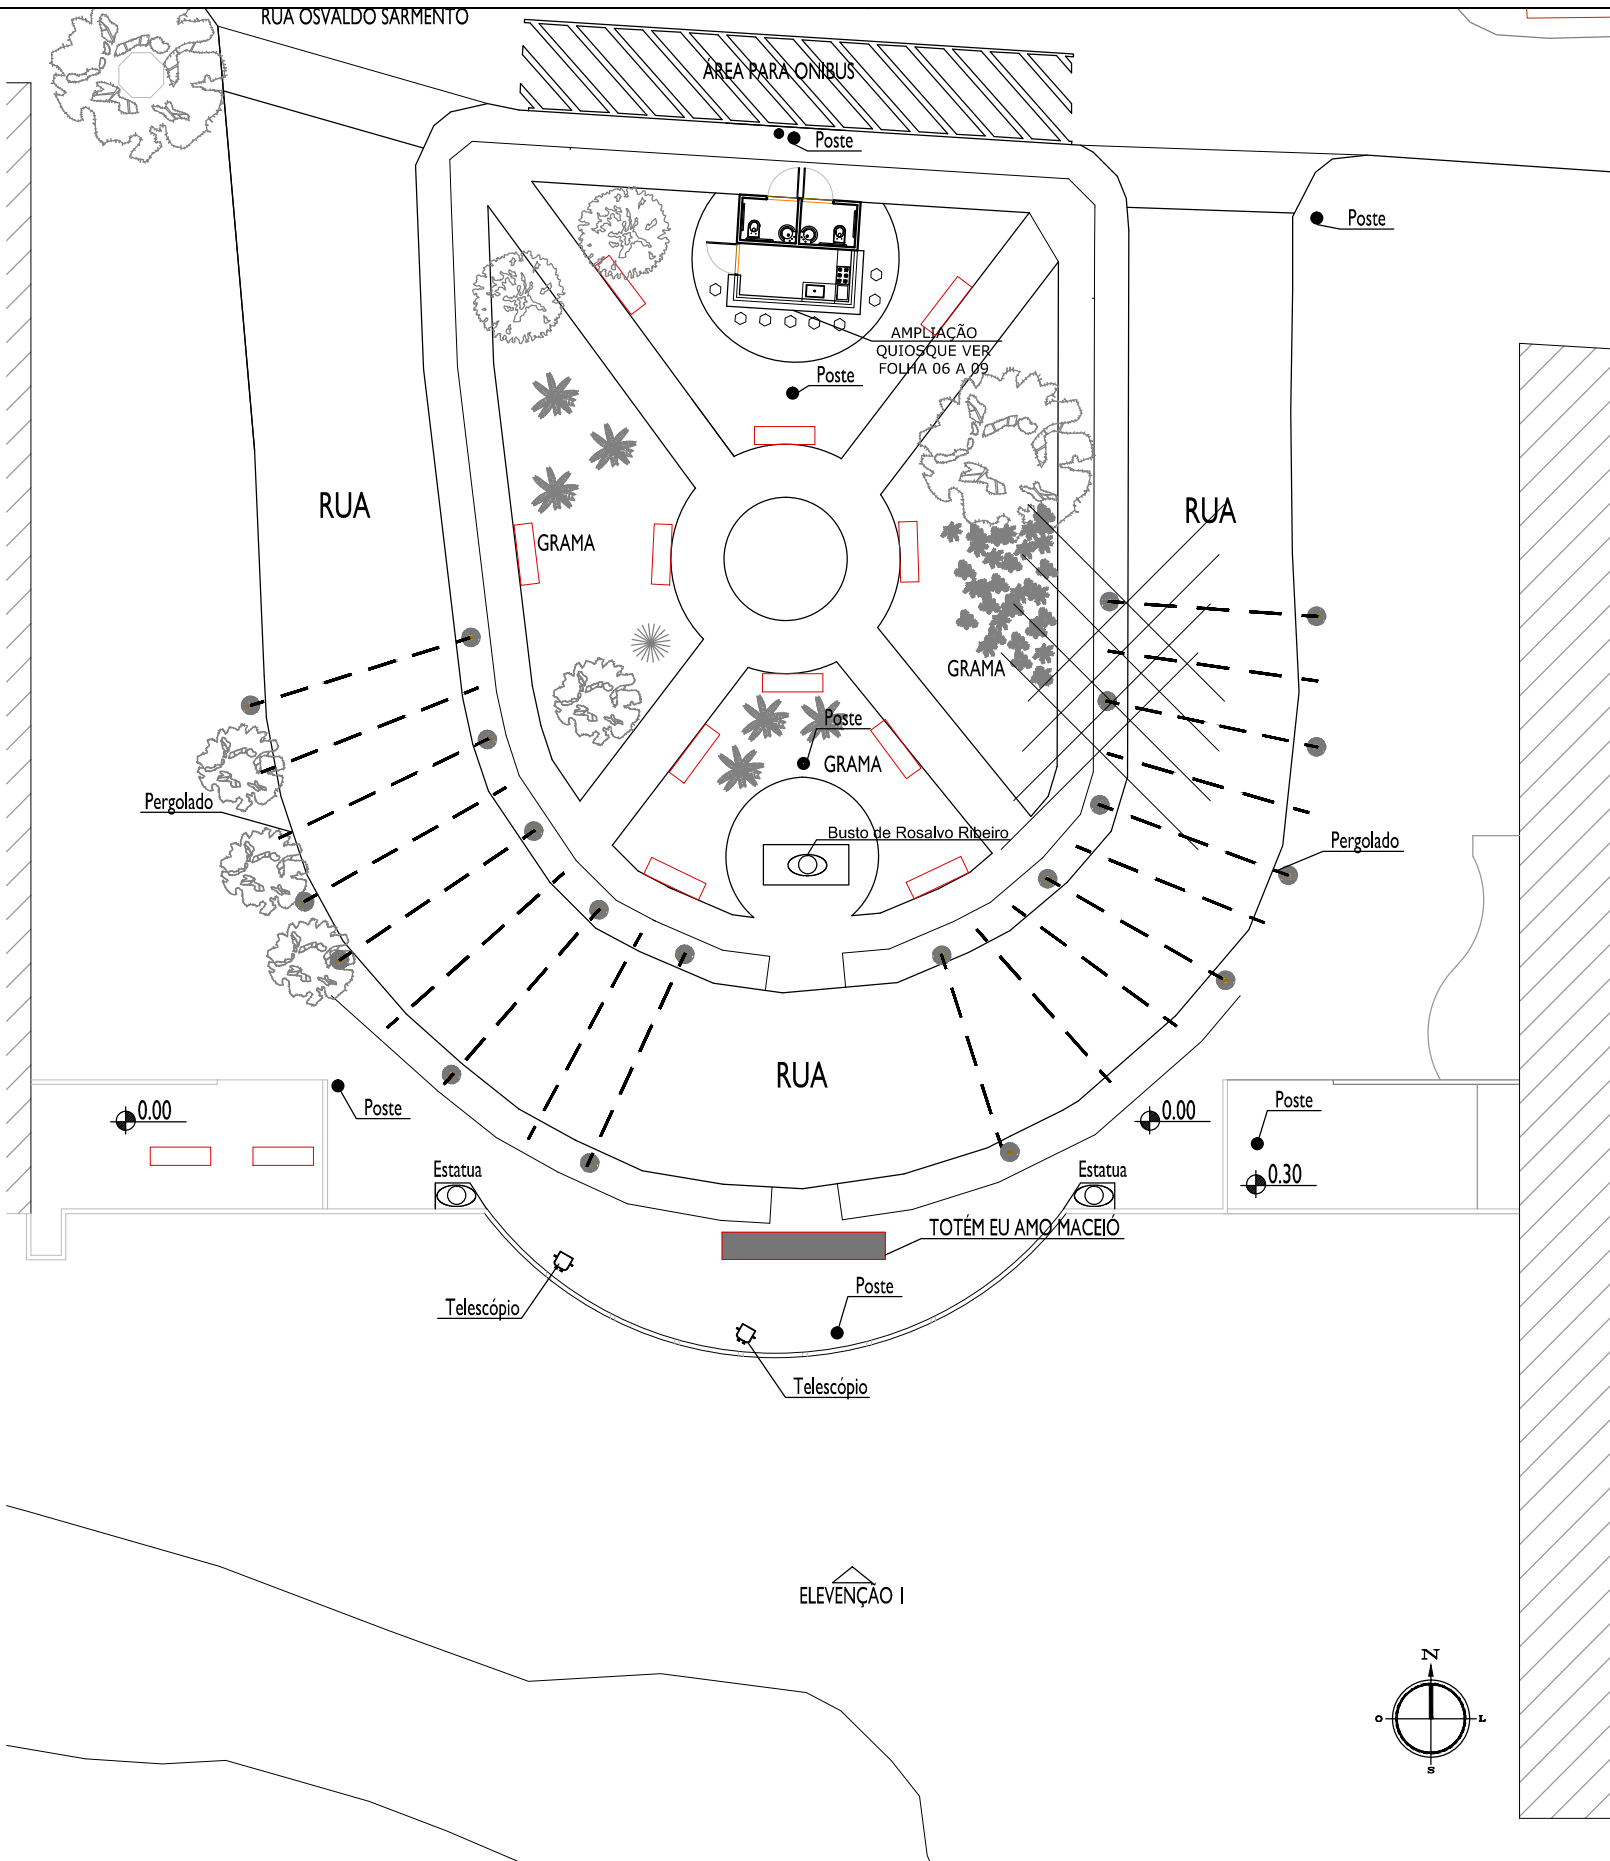 RUA OSVALDO SARMENTO
ÁREA PARA ONIBUS
Poste
Poste
AMPLIAÇÃO
QUIOSQUE VER
FOLHA 06 A 09
Poste
RUA
RUA
GRAMA
GRAMA
Poste
GRAMA
Pergolado
Busto de Rosalvo Ribeiro
Pergolado
RUA
0.00
Poste
0.00
Poste
Estatua
Estatua
0.30
TOTÉM EU AMO MACEIÓ
Poste
Telescópio
Telescópio
ELEVENÇÃO I
N
O
L
S